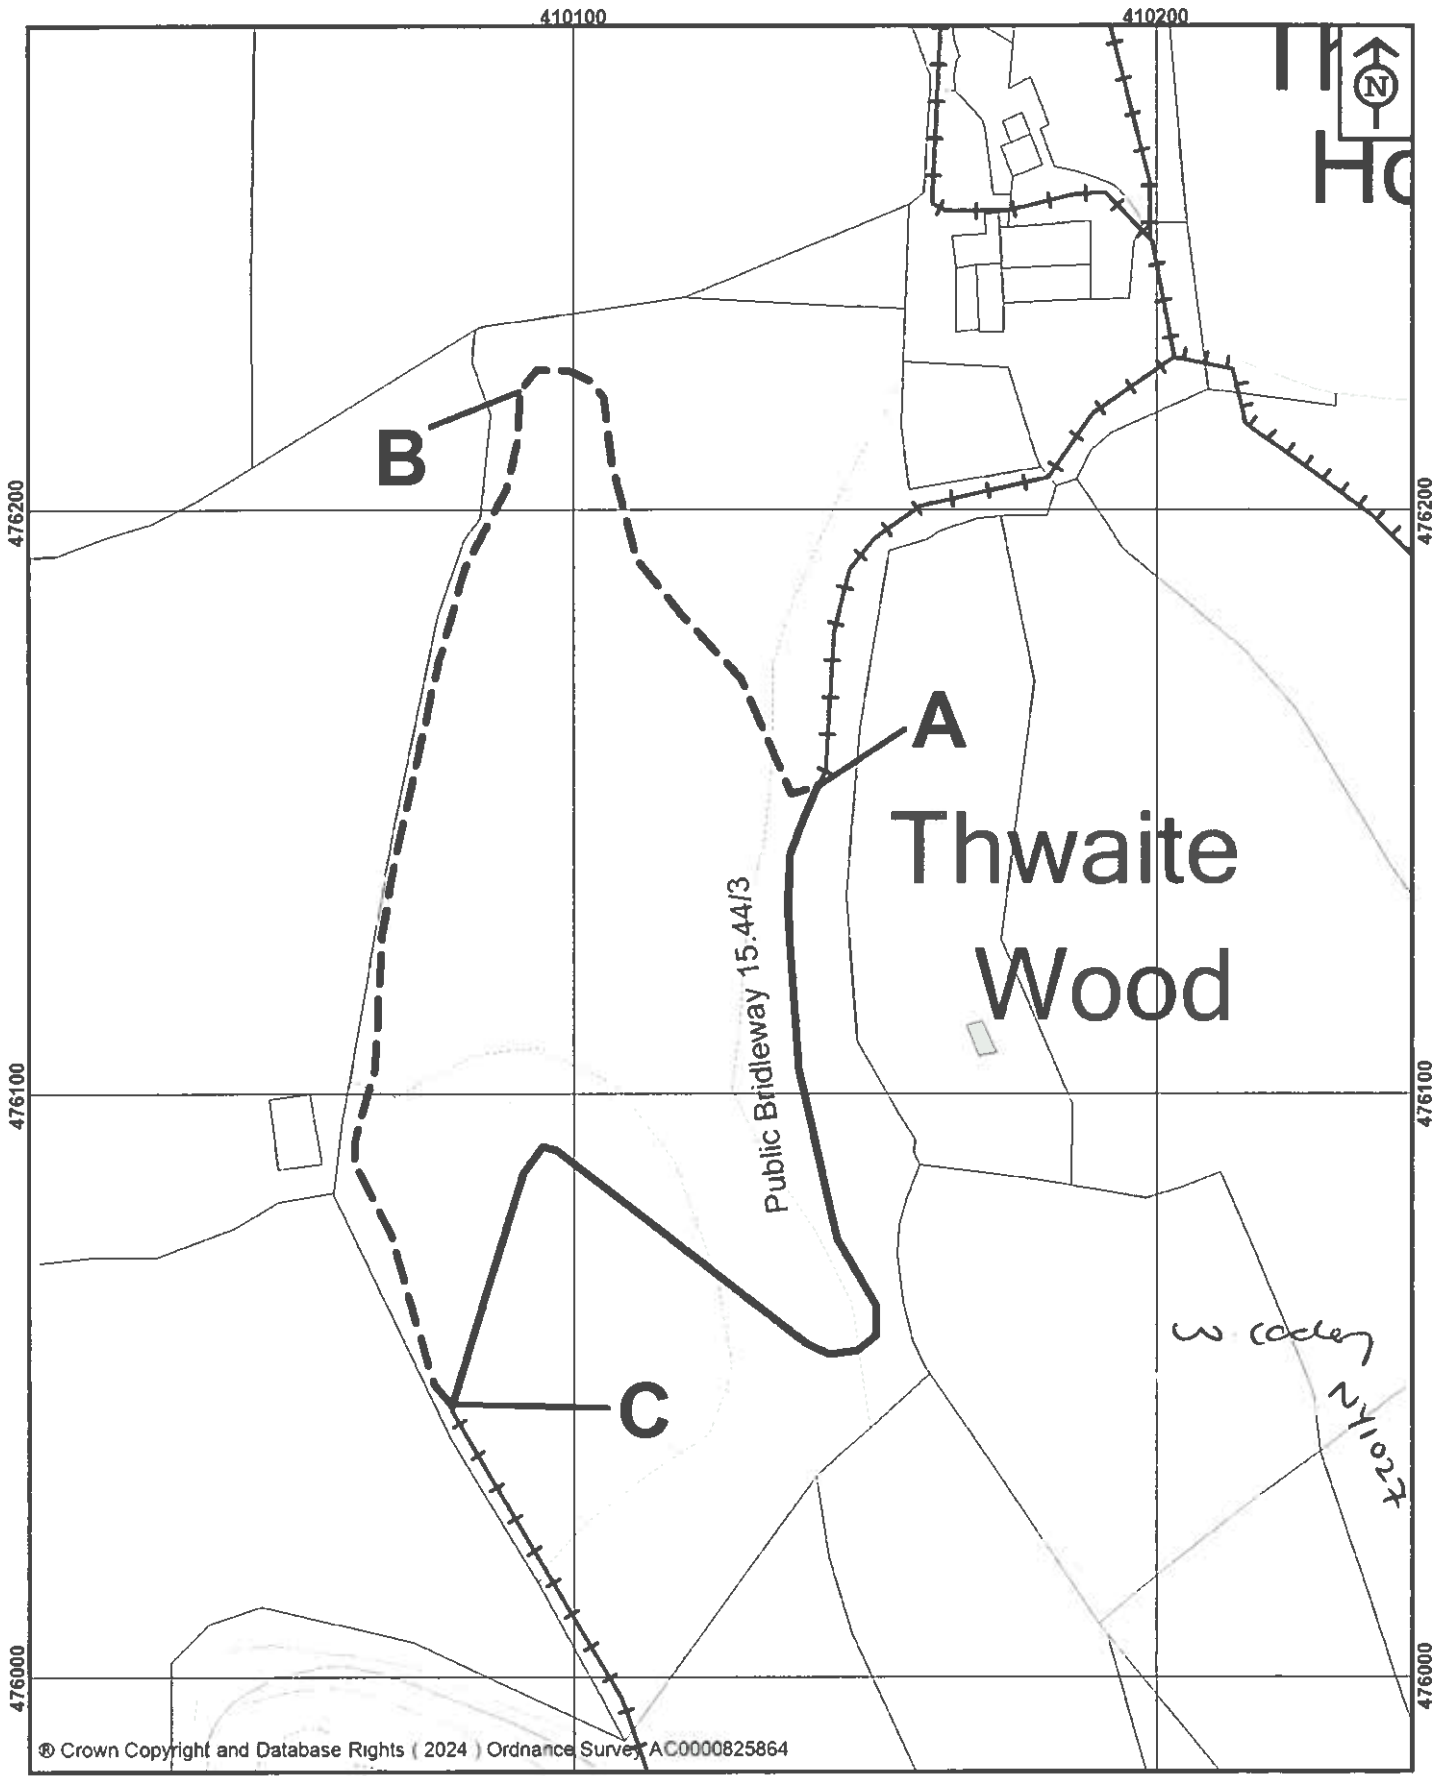 410100
410200
Th
N
Ho
B
476200
476200
A
Thwaite
Wood
Public Bridleway 15.44/3
476100
476100
C
NY1027
476000
476000
® Crown Copyright and Database Rights ( 2024 ) Ordnance Survey AC0000825864